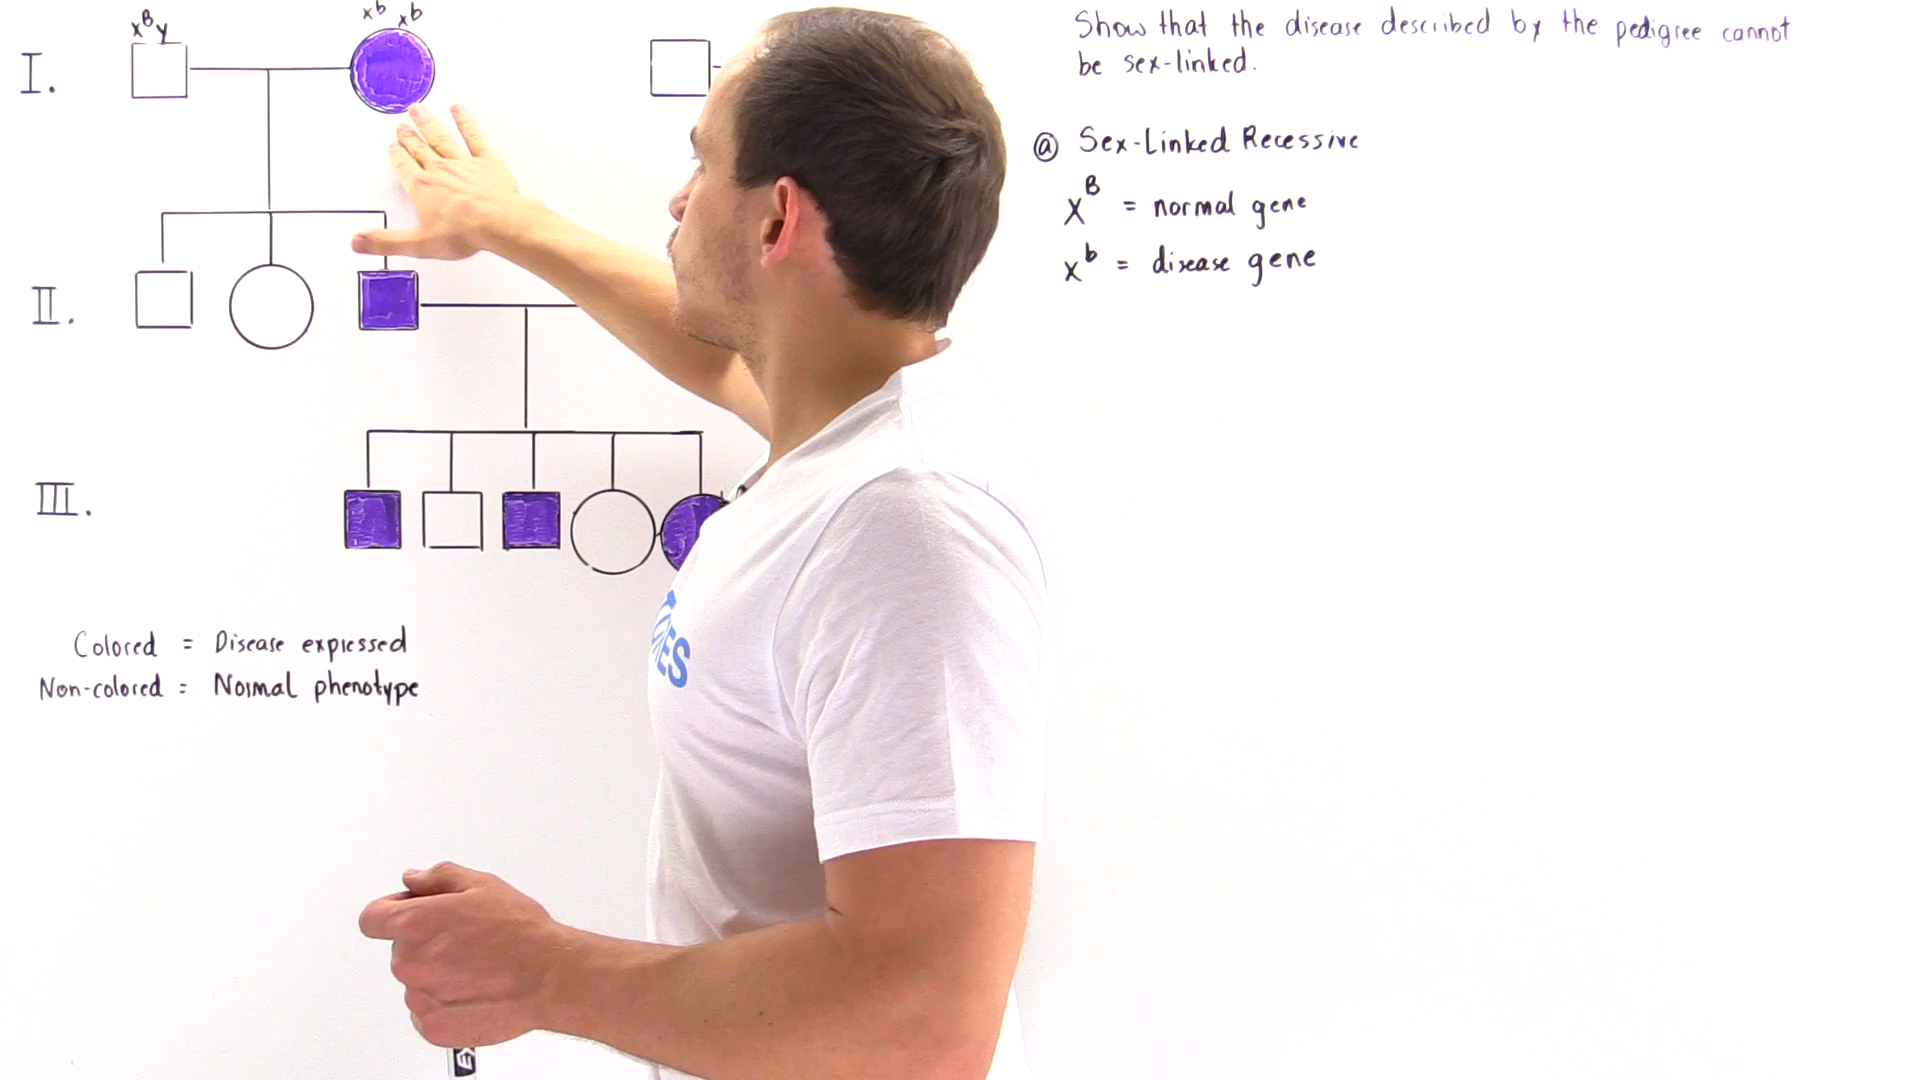 x^B y
x^b x^b
I.
II.
III.
Colored = Disease expressed
Non-colored = Normal phenotype
Show that the disease described by the pedigree cannot
be sex-linked.
ⓐ Sex-Linked Recessive
X^B = normal gene
x^b = disease gene